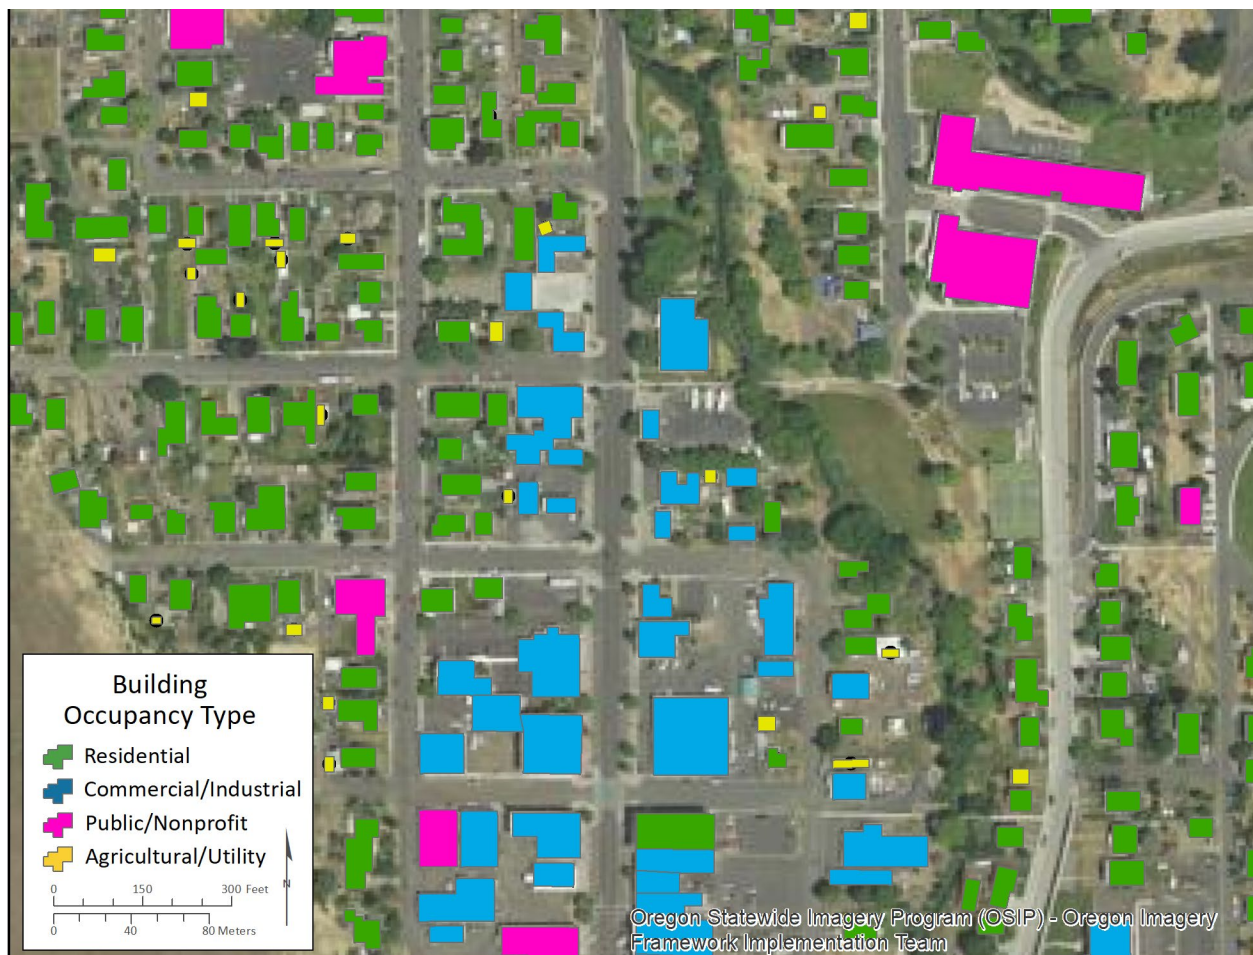 Building
Occupancy Type
Residential
Commercial/Industrial
Public/Nonprofit
Agricultural/Utility
0 150 300 Feet
0 40 80 Meters
N
Oregon Statewide Imagery Program (OSIP) - Oregon Imagery
Framework Implementation Team